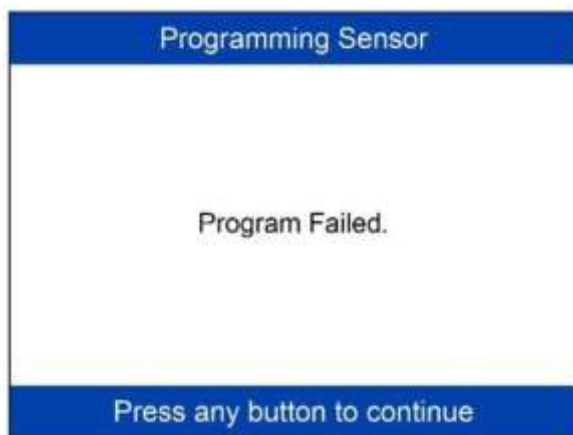 Programming Sensor
Program Failed.
Press any button to continue